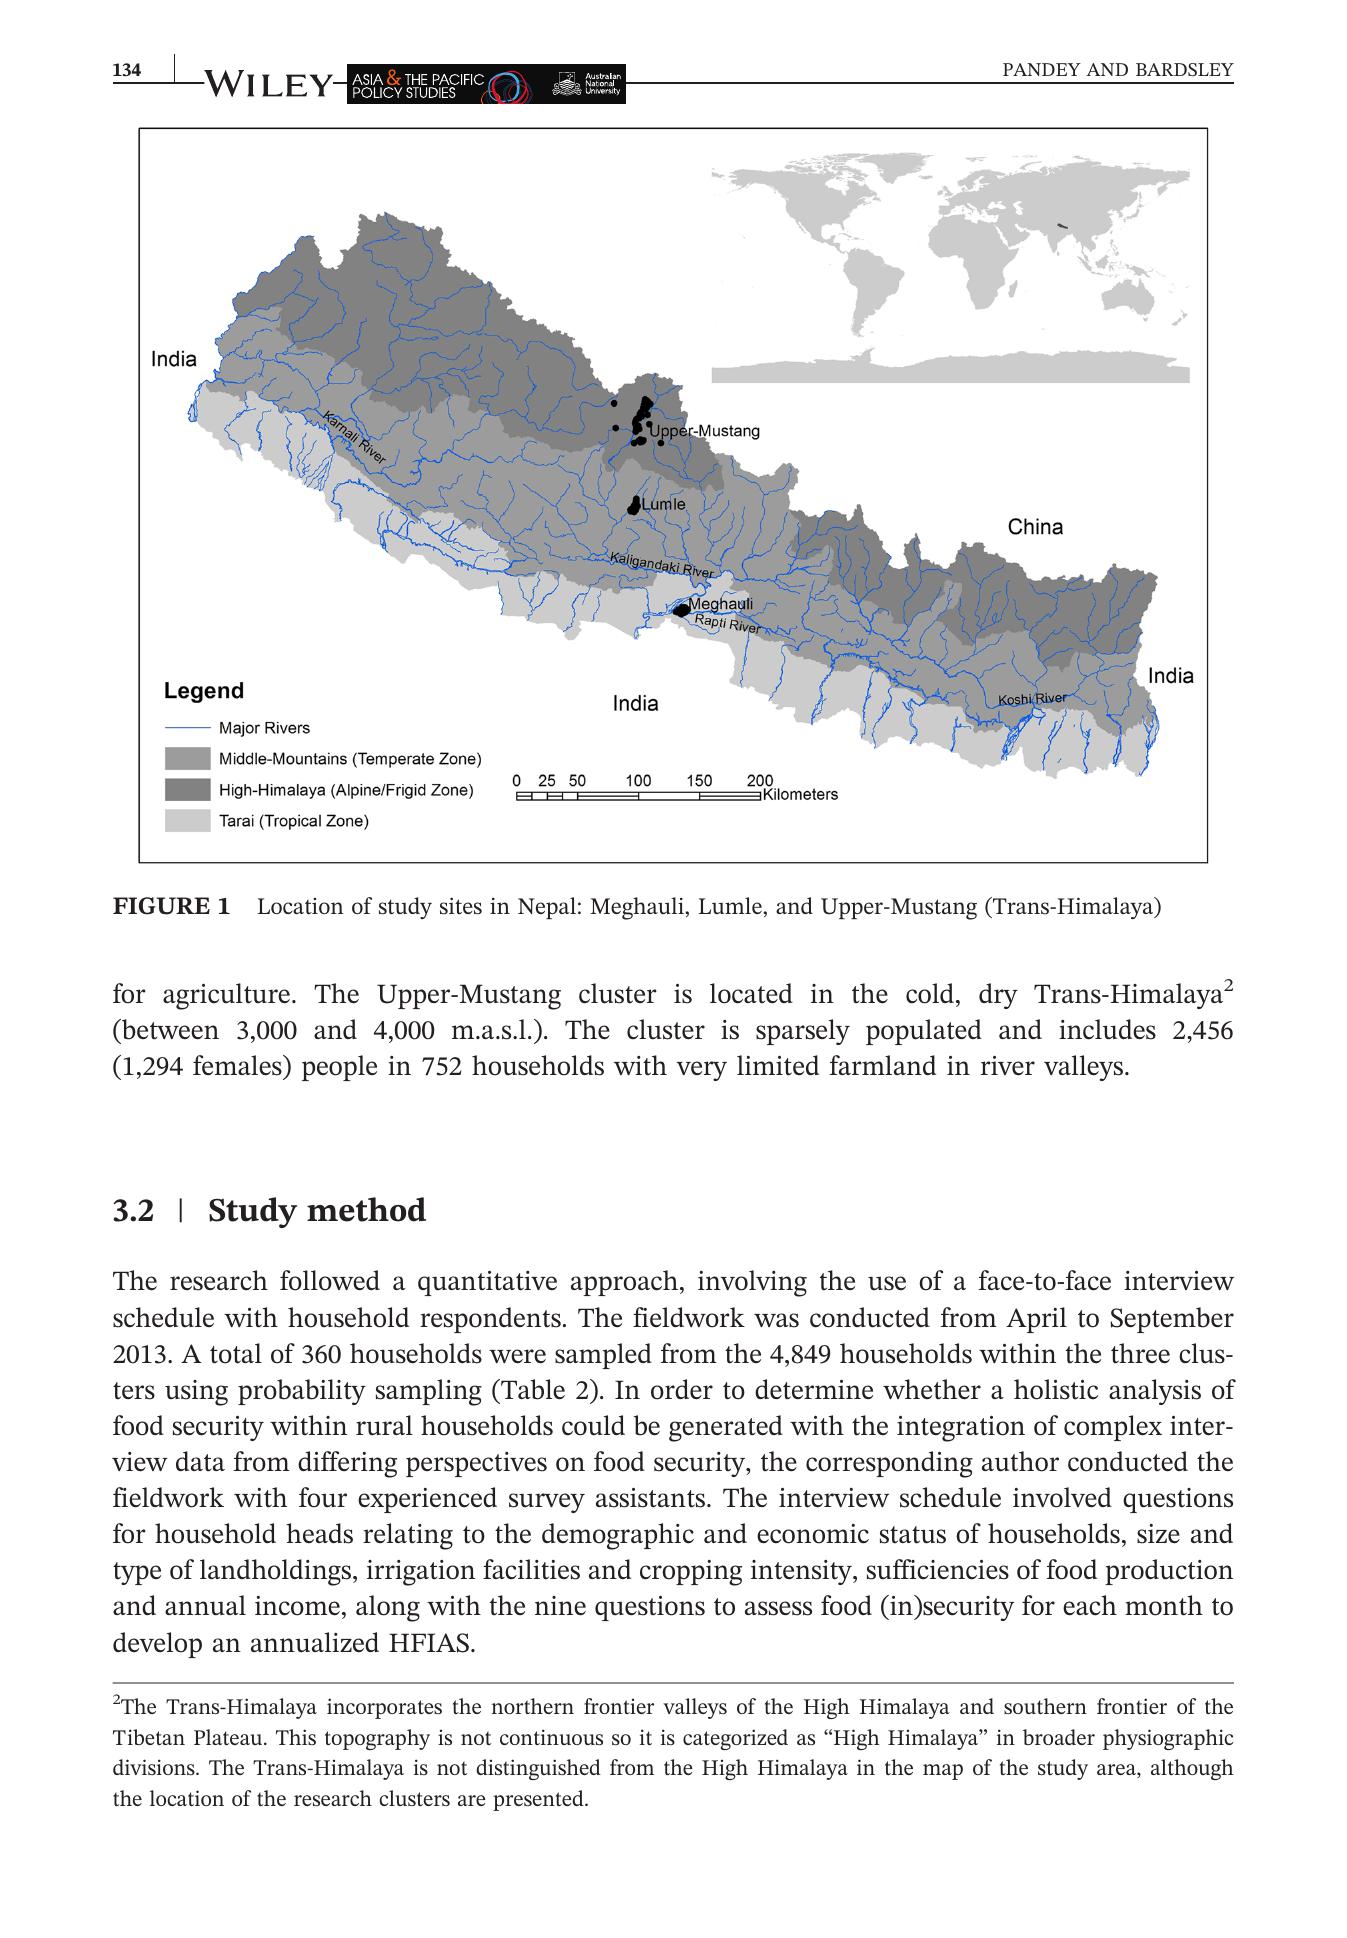 134
WILEY
ASIA & THE PACIFIC
POLICY STUDIES
Australian
National
University
PANDEY AND BARDSLEY
India
Karnali River
Upper-Mustang
Lumle
China
Kaligandaki River
Meghauli
Rapti River
India
Koshi River
India
Legend
Major Rivers
Middle-Mountains (Temperate Zone)
High-Himalaya (Alpine/Frigid Zone)
Tarai (Tropical Zone)
0 25 50 100 150 200
Kilometers
FIGURE 1 Location of study sites in Nepal: Meghauli, Lumle, and Upper-Mustang (Trans-Himalaya)
for agriculture. The Upper-Mustang cluster is located in the cold, dry Trans-Himalaya2
(between 3,000 and 4,000 m.a.s.l.). The cluster is sparsely populated and includes 2,456
(1,294 females) people in 752 households with very limited farmland in river valleys.
3.2 | Study method
The research followed a quantitative approach, involving the use of a face-to-face interview
schedule with household respondents. The fieldwork was conducted from April to September
2013. A total of 360 households were sampled from the 4,849 households within the three clus-
ters using probability sampling (Table 2). In order to determine whether a holistic analysis of
food security within rural households could be generated with the integration of complex inter-
view data from differing perspectives on food security, the corresponding author conducted the
fieldwork with four experienced survey assistants. The interview schedule involved questions
for household heads relating to the demographic and economic status of households, size and
type of landholdings, irrigation facilities and cropping intensity, sufficiencies of food production
and annual income, along with the nine questions to assess food (in)security for each month to
develop an annualized HFIAS.
2The Trans-Himalaya incorporates the northern frontier valleys of the High Himalaya and southern frontier of the
Tibetan Plateau. This topography is not continuous so it is categorized as “High Himalaya” in broader physiographic
divisions. The Trans-Himalaya is not distinguished from the High Himalaya in the map of the study area, although
the location of the research clusters are presented.